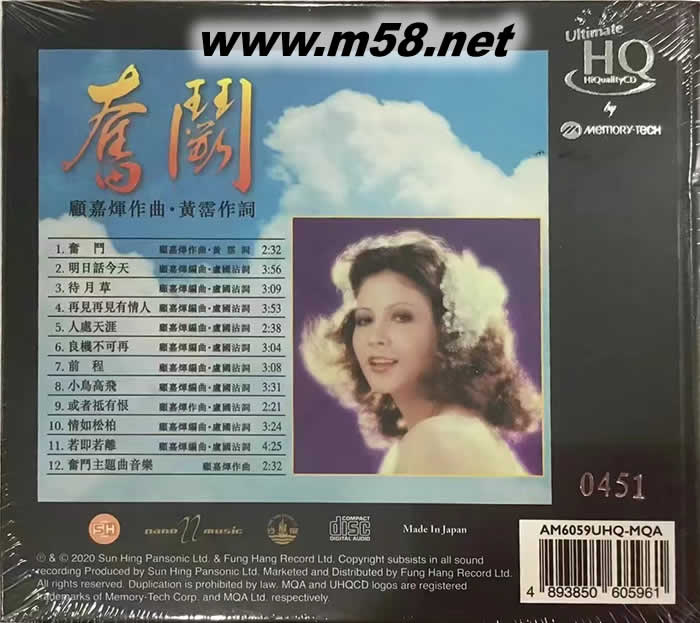 www.m58.net
Ultimate
HQ
HiQualityCD
by
MEMORY-TECH
奮鬭
顧嘉煇作曲・黃霑作詞
1. 奮鬥 顧嘉煇作曲・黃霑詞 2:32
2. 明日話今天 顧嘉煇編曲・盧國沾詞 3:56
3. 待月草 顧嘉煇編曲・盧國沾詞 3:09
4. 再見再見有情人 顧嘉煇編曲・盧國沾詞 3:53
5. 人處天涯 顧嘉煇編曲・盧國沾詞 2:38
6. 良機不可再 顧嘉煇編曲・盧國沾詞 3:04
7. 前程 顧嘉煇編曲・盧國沾詞 3:08
8. 小鳥高飛 顧嘉煇編曲・盧國沾詞 3:31
9. 或者祗有恨 顧嘉煇作曲・盧國沾詞 2:21
10. 情如松柏 顧嘉煇編曲・盧國沾詞 3:24
11. 若即若離 顧嘉煇編曲・盧國沾詞 4:25
12. 奮鬥主題曲音樂 顧嘉煇作曲 2:32
0451
SH
nano n music
COMPACT
disc
DIGITAL AUDIO
Made In Japan
AM6059UHQ-MQA
4 893850 605961
℗ & © 2020 Sun Hing Pansonic Ltd. & Fung Hang Record Ltd. Copyright subsists in all sound
recording Produced by Sun Hing Pansonic Ltd. Marketed and Distributed by Fung Hang Record Ltd.
All rights reserved. Duplication is prohibited by law. MQA and UHQCD logos are registered
trademarks of Memory-Tech Corp. and MQA Ltd. respectively.